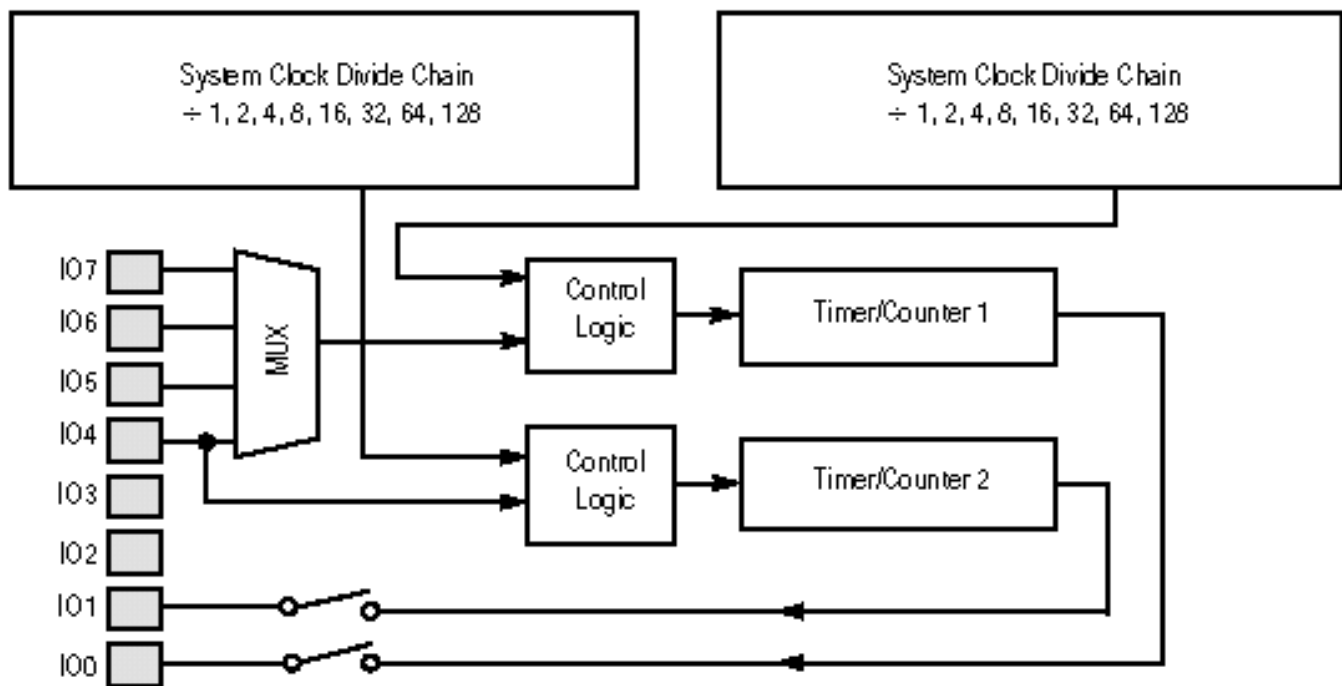 System Clock Divide Chain
÷ 1, 2, 4, 8, 16, 32, 64, 128
System Clock Divide Chain
÷ 1, 2, 4, 8, 16, 32, 64, 128
IO7
IO6
IO5
IO4
IO3
IO2
IO1
IO0
MUX
Control
Logic
Timer/Counter 1
Control
Logic
Timer/Counter 2